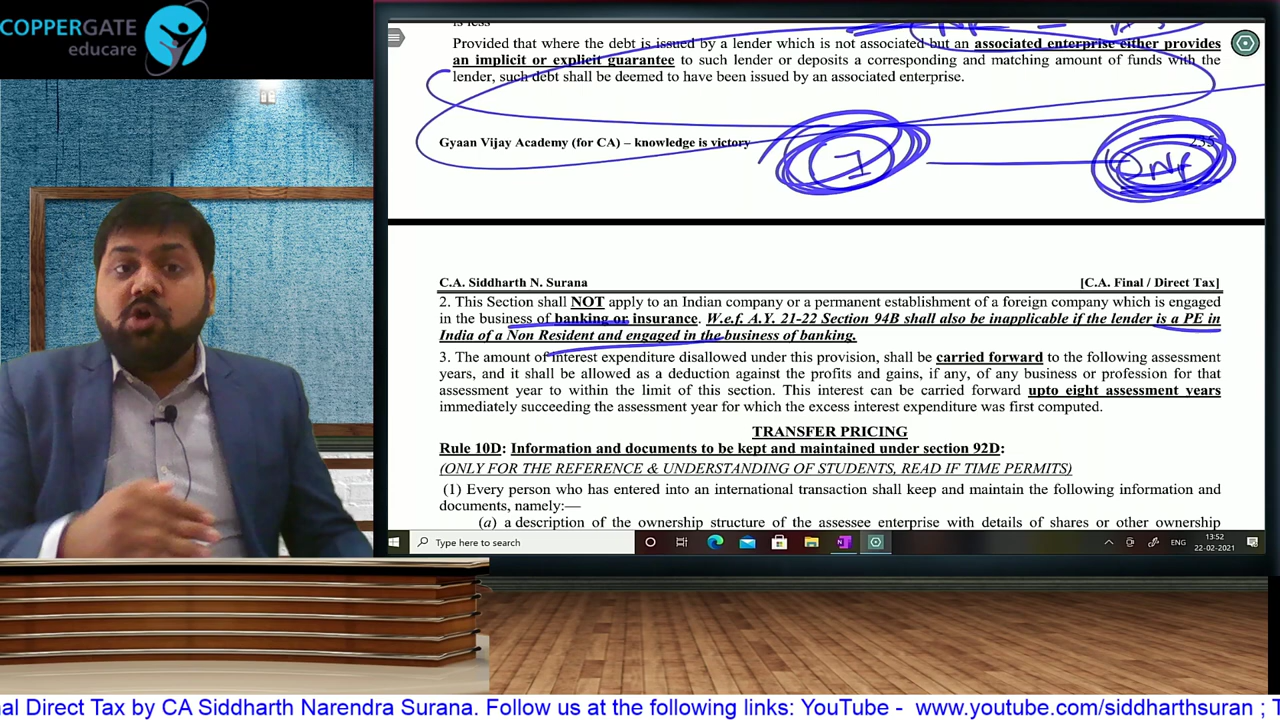 COPPERGATE
educare
is less
Provided that where the debt is issued by a lender which is not associated but an associated enterprise either provides
an implicit or explicit guarantee to such lender or deposits a corresponding and matching amount of funds with the
lender, such debt shall be deemed to have been issued by an associated enterprise.
Gyaan Vijay Academy (for CA) – knowledge is victory 235
I NR
C.A. Siddharth N. Surana [C.A. Final / Direct Tax]
2. This Section shall NOT apply to an Indian company or a permanent establishment of a foreign company which is engaged
in the business of banking or insurance. W.e.f. A.Y. 21-22 Section 94B shall also be inapplicable if the lender is a PE in
India of a Non Resident and engaged in the business of banking.
3. The amount of interest expenditure disallowed under this provision, shall be carried forward to the following assessment
years, and it shall be allowed as a deduction against the profits and gains, if any, of any business or profession for that
assessment year to within the limit of this section. This interest can be carried forward upto eight assessment years
immediately succeeding the assessment year for which the excess interest expenditure was first computed.
TRANSFER PRICING
Rule 10D: Information and documents to be kept and maintained under section 92D:
(ONLY FOR THE REFERENCE & UNDERSTANDING OF STUDENTS, READ IF TIME PERMITS)
(1) Every person who has entered into an international transaction shall keep and maintain the following information and
documents, namely:—
(a) a description of the ownership structure of the assessee enterprise with details of shares or other ownership
Type here to search
ENG
13:52
22-02-2021
nal Direct Tax by CA Siddharth Narendra Surana. Follow us at the following links: YouTube - www.youtube.com/siddharthsuran ; T